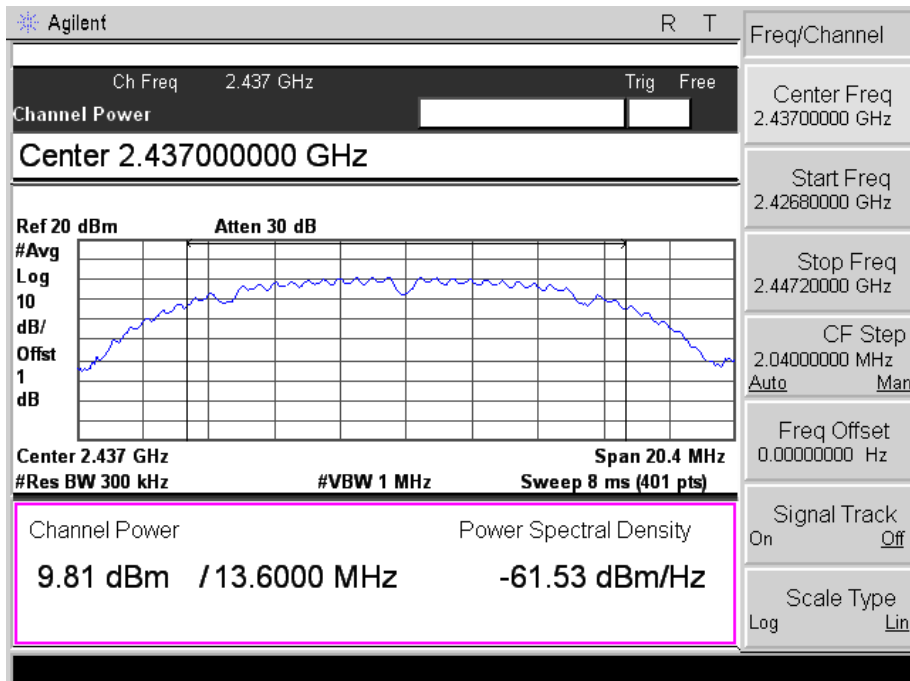 Agilent R T
Freq/Channel
Ch Freq 2.437 GHz Trig Free
Channel Power
Center 2.437000000 GHz
Ref 20 dBm Atten 30 dB
#Avg
Log
10
dB/
Offst
1
dB
Center 2.437 GHz Span 20.4 MHz
#Res BW 300 kHz #VBW 1 MHz Sweep 8 ms (401 pts)
Channel Power Power Spectral Density
9.81 dBm /13.6000 MHz -61.53 dBm/Hz
Center Freq
2.43700000 GHz
Start Freq
2.42680000 GHz
Stop Freq
2.44720000 GHz
CF Step
2.04000000 MHz
Auto Man
Freq Offset
0.00000000 Hz
Signal Track
On Off
Scale Type
Log Lin